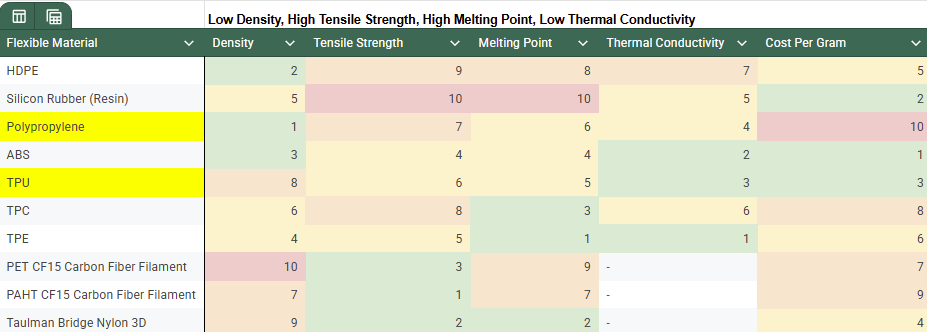 Low Density, High Tensile Strength, High Melting Point, Low Thermal Conductivity
Flexible Material Density Tensile Strength Melting Point Thermal Conductivity Cost Per Gram
HDPE 2 9 8 7 5
Silicon Rubber (Resin) 5 10 10 5 2
Polypropylene 1 7 6 4 10
ABS 3 4 4 2 1
TPU 8 6 5 3 3
TPC 6 8 3 6 8
TPE 4 5 1 1 6
PET CF15 Carbon Fiber Filament 10 3 9 - 7
PAHT CF15 Carbon Fiber Filament 7 1 7 - 9
Taulman Bridge Nylon 3D 9 2 2 - 4